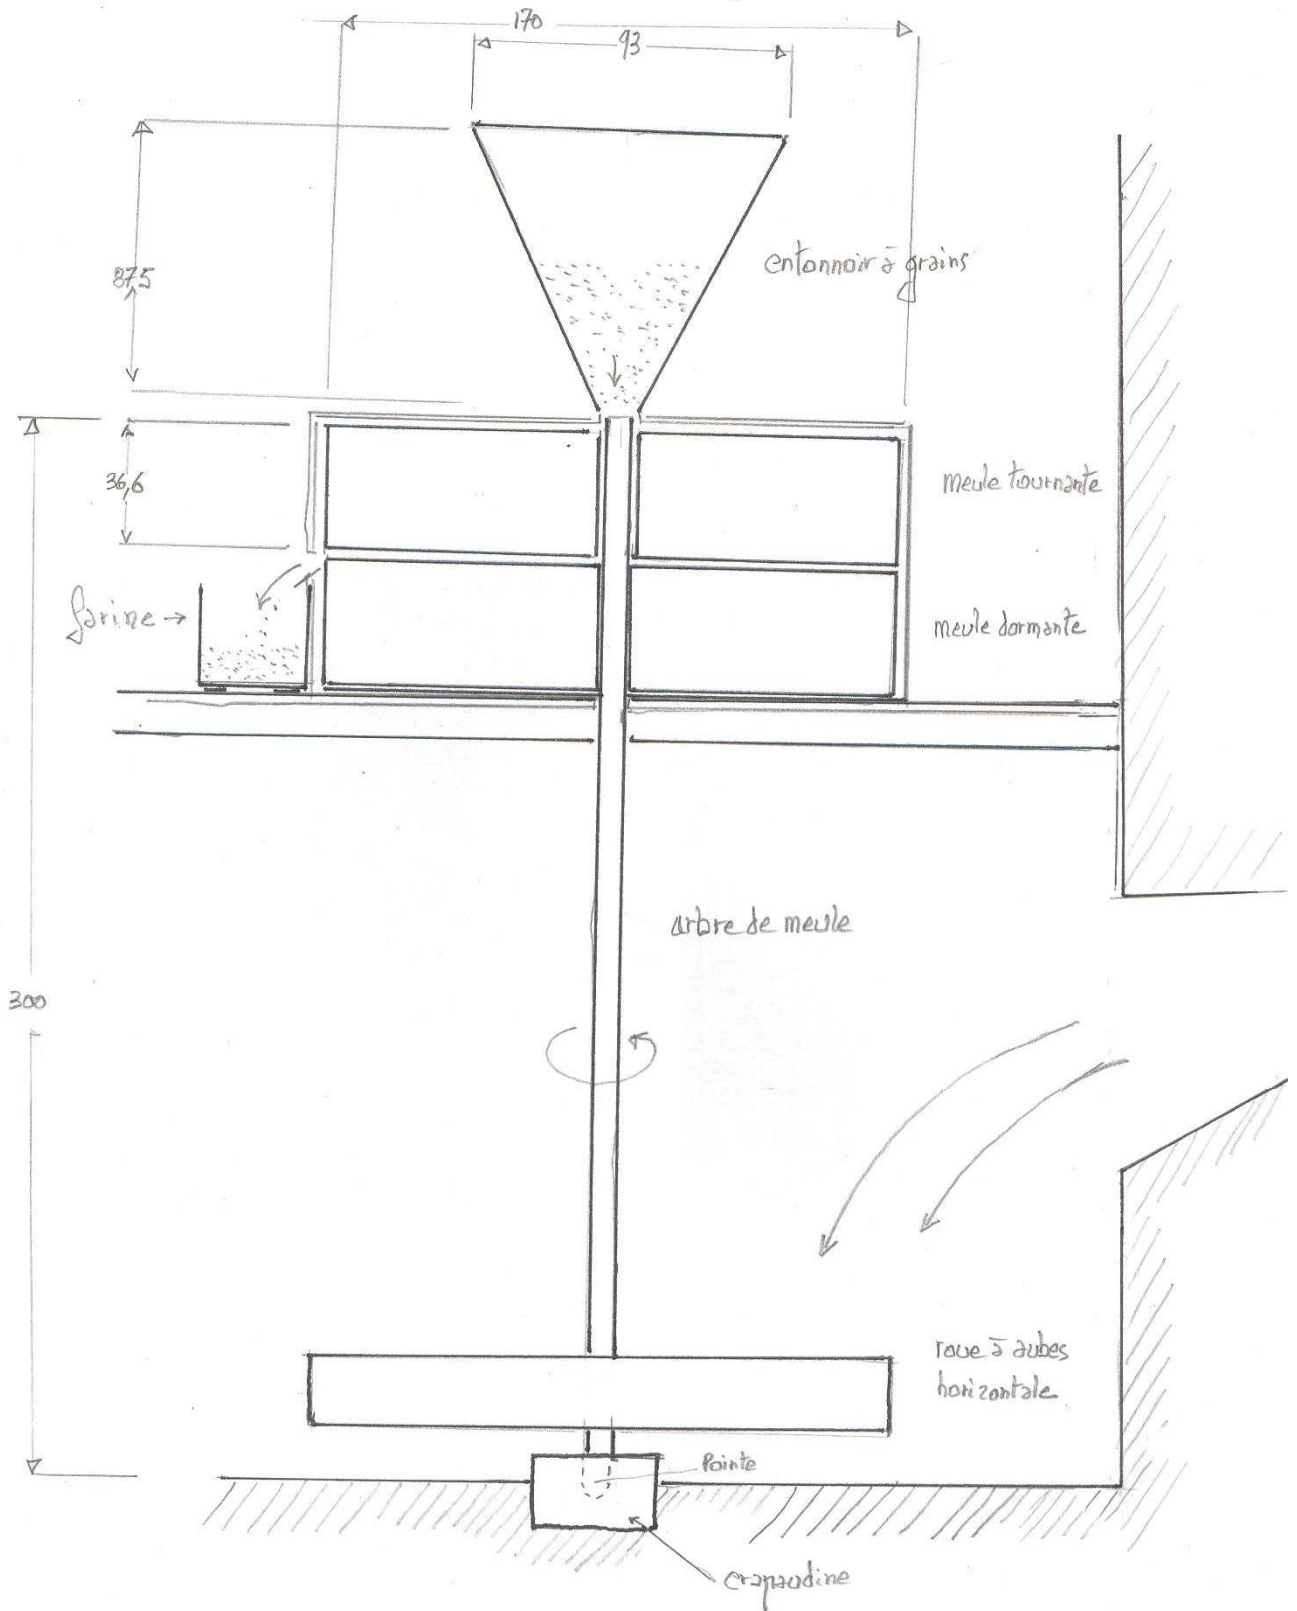 170
93
entonnoir à grains
87,5
36,6
meule tournante
farine
meule dormante
arbre de meule
300
roue à aubes
horizontale
Pointe
crapaudine